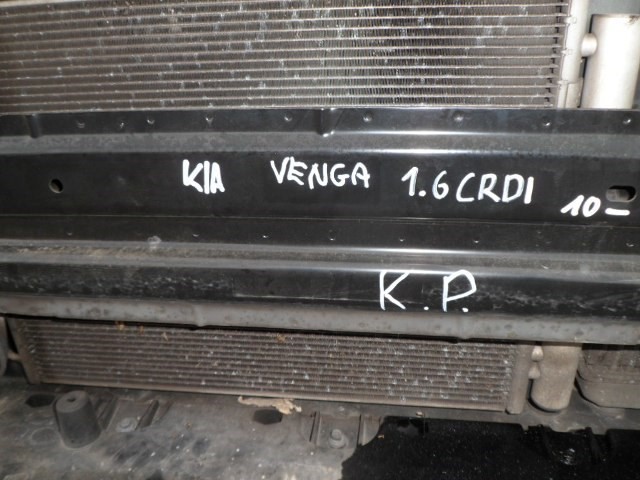 KIA VENGA 1.6 CRDI 10-
K.P.